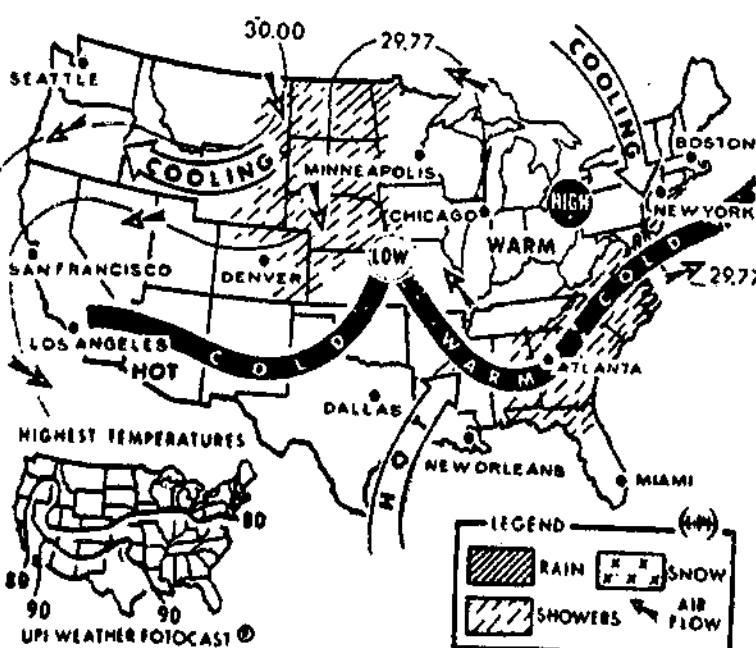 30.00
29.77
COOLING
SEATTLE
BOSTON
COOLING
MINNEAPOLIS
HIGH
NEW YORK
CHICAGO
WARM
LOW
SAN FRANCISCO
DENVER
COLD
29.77
LOS ANGELES
HOT
COLD
WARM
ATLANTA
DALLAS
HOT
HIGHEST TEMPERATURES
NEW ORLEANS
MIAMI
80
80
90
90
UPI WEATHER FOTOCAST ®
LEGEND
RAIN
SNOW
SHOWERS
AIR
FLOW